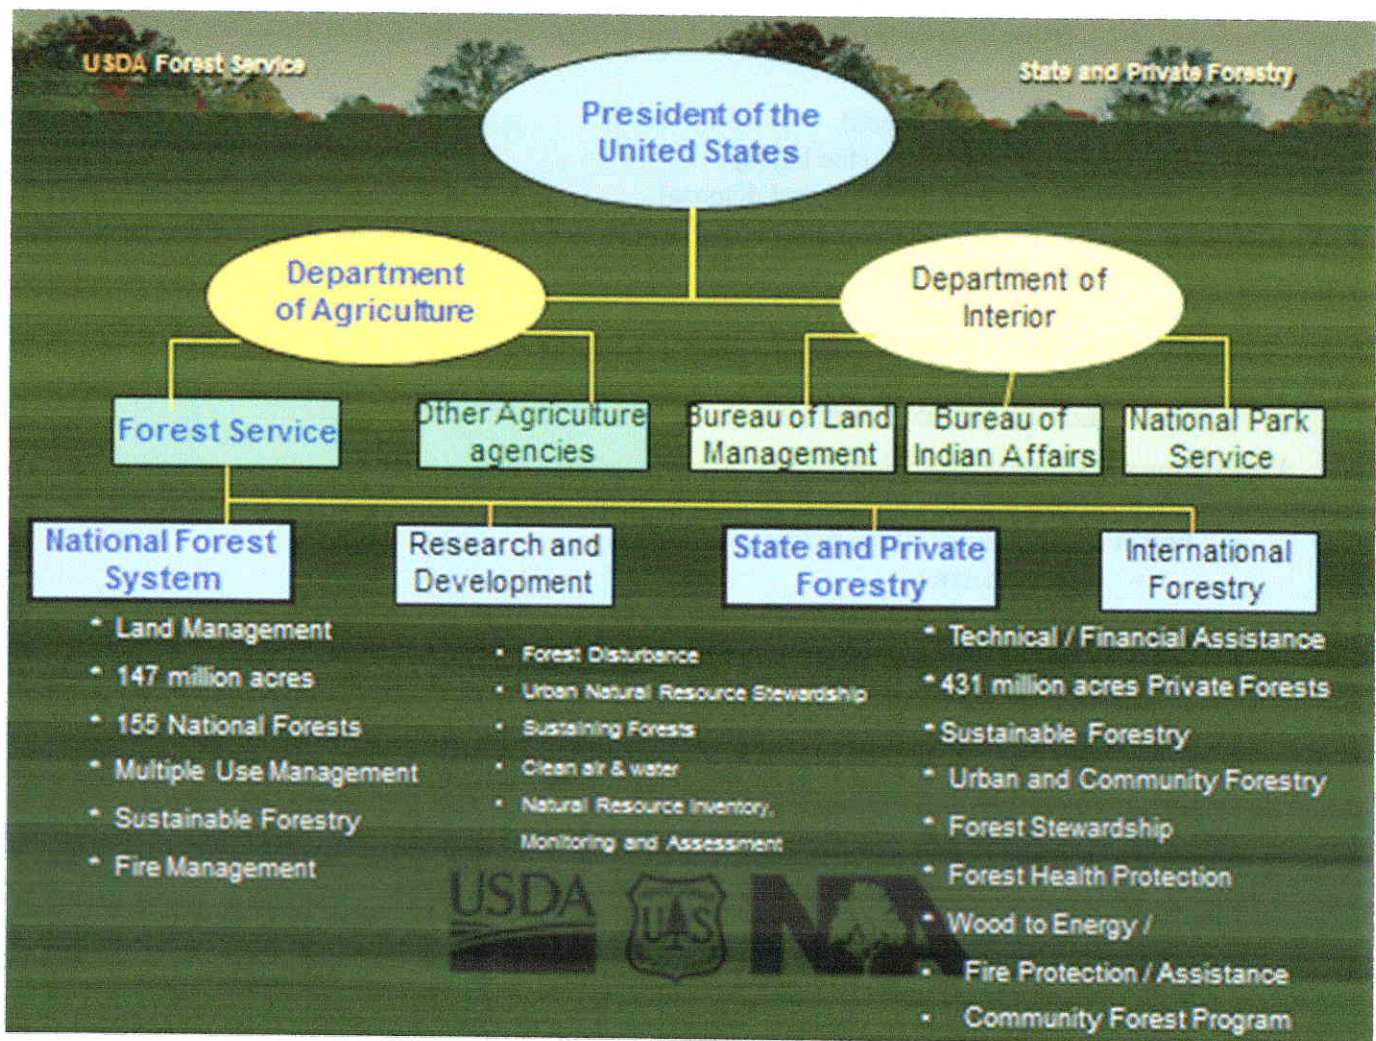 USDA Forest Service
State and Private Forestry
President of the
United States
Department
of Agriculture
Department of
Interior
Forest Service
Other Agriculture
agencies
Bureau of Land
Management
Bureau of
Indian Affairs
National Park
Service
National Forest
System
Research and
Development
State and Private
Forestry
International
Forestry
* Land Management
* 147 million acres
* 155 National Forests
* Multiple Use Management
* Sustainable Forestry
* Fire Management
• Forest Disturbance
• Urban Natural Resource Stewardship
• Sustaining Forests
• Clean air & water
• Natural Resource Inventory,
Monitoring and Assessment
* Technical / Financial Assistance
*431 million acres Private Forests
*Sustainable Forestry
* Urban and Community Forestry
* Forest Stewardship
* Forest Health Protection
* Wood to Energy /
• Fire Protection / Assistance
• Community Forest Program
USDA
U S
NA